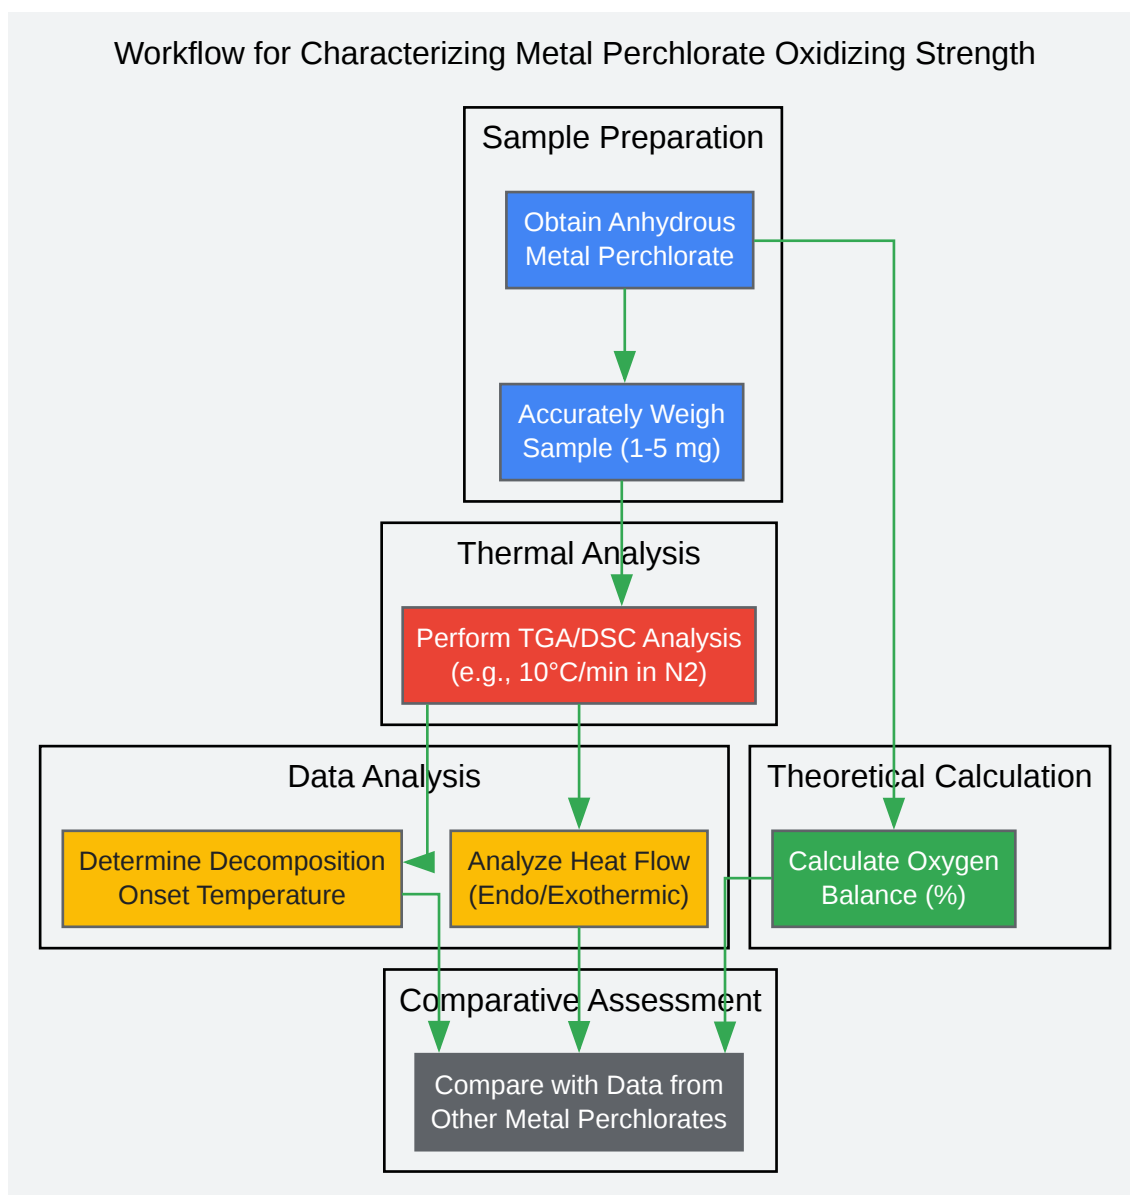 Workflow for Characterizing Metal Perchlorate Oxidizing Strength
Sample Preparation
Obtain Anhydrous
Metal Perchlorate
Accurately Weigh
Sample (1-5 mg)
Thermal Analysis
Perform TGA/DSC Analysis
(e.g., 10°C/min in N2)
Data Analysis
Determine Decomposition
Onset Temperature
Analyze Heat Flow
(Endo/Exothermic)
Theoretical Calculation
Calculate Oxygen
Balance (%)
Comparative Assessment
Compare with Data from
Other Metal Perchlorates